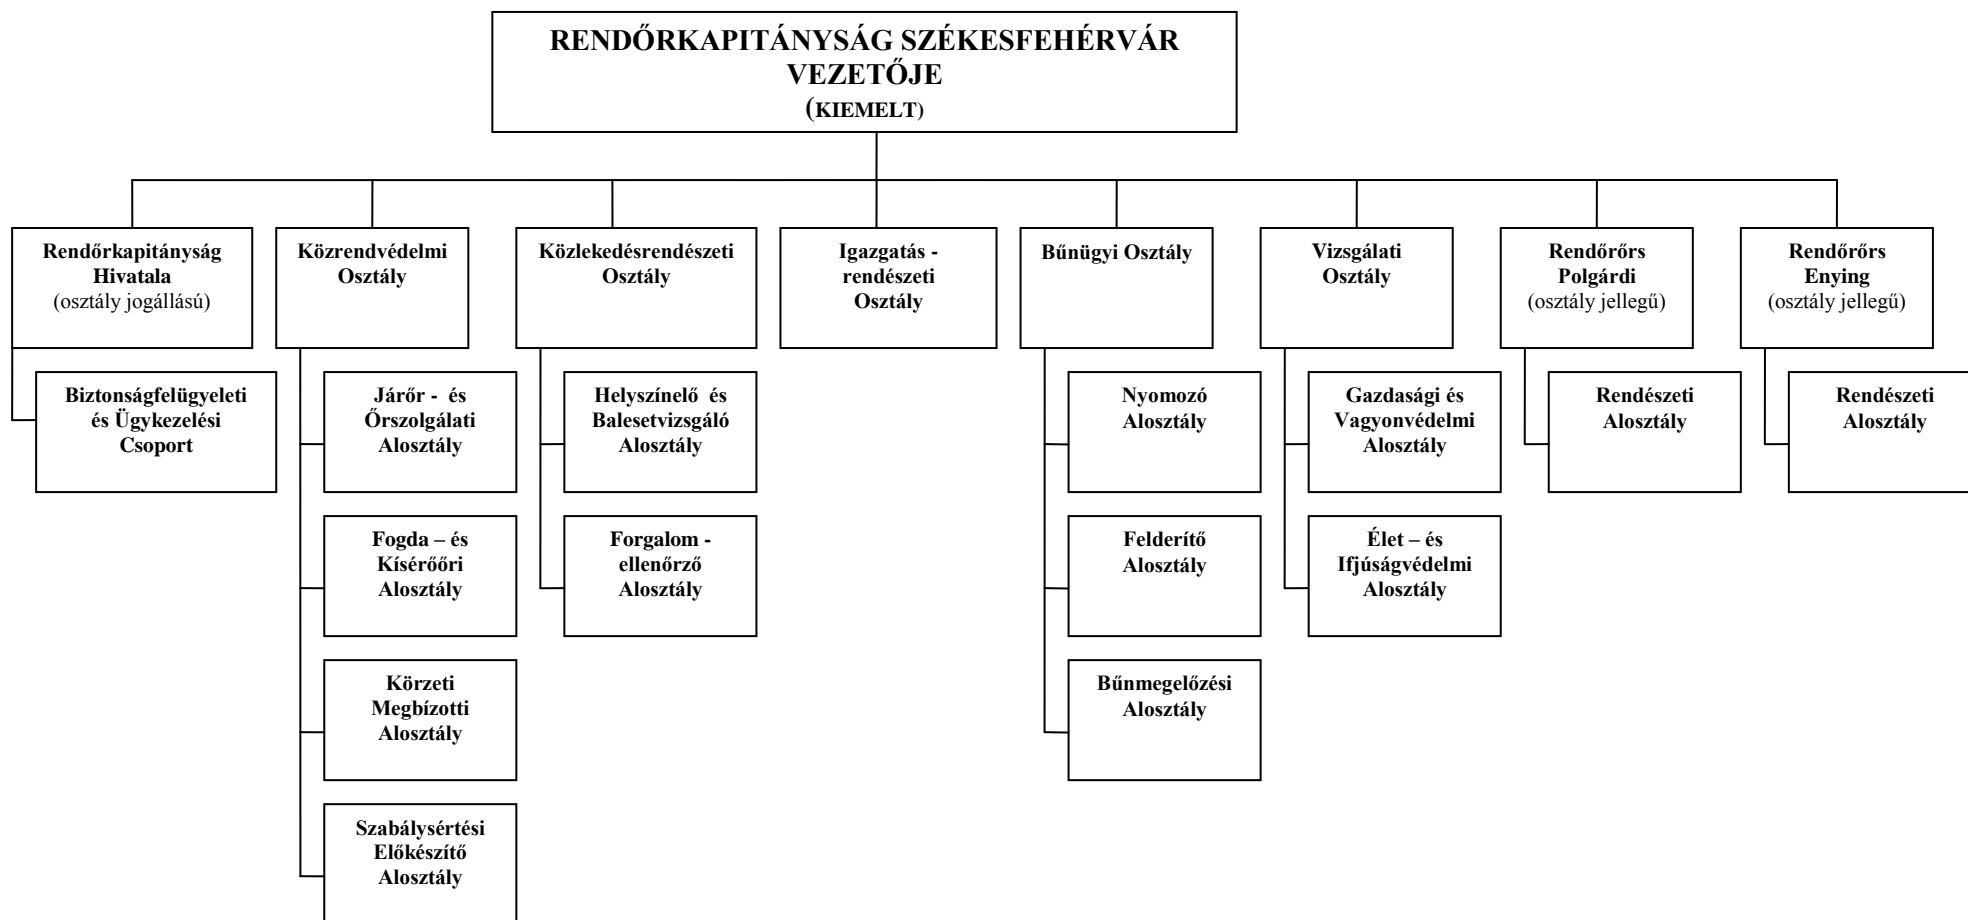 RENDŐRKAPITÁNYSÁG SZÉKESFEHÉRVÁR
VEZETŐJE
(KIEMELT)
Rendőrkapitányság
Hivatala
(osztály jogállású)
Közrendvédelmi
Osztály
Közlekedésrendészeti
Osztály
Igazgatás -
rendészeti
Osztály
Bűnügyi Osztály
Vizsgálati
Osztály
Rendőrőrs
Polgárdi
(osztály jellegű)
Rendőrőrs
Enying
(osztály jellegű)
Biztonságfelügyeleti
és Ügykezelési
Csoport
Járőr - és
Őrszolgálati
Alosztály
Helyszínelő és
Balesetvizsgáló
Alosztály
Nyomozó
Alosztály
Gazdasági és
Vagyonvédelmi
Alosztály
Rendészeti
Alosztály
Rendészeti
Alosztály
Fogda – és
Kísérőőri
Alosztály
Forgalom -
ellenőrző
Alosztály
Felderítő
Alosztály
Élet – és
Ifjúságvédelmi
Alosztály
Körzeti
Megbízotti
Alosztály
Bűnmegelőzési
Alosztály
Szabálysértési
Előkészítő
Alosztály